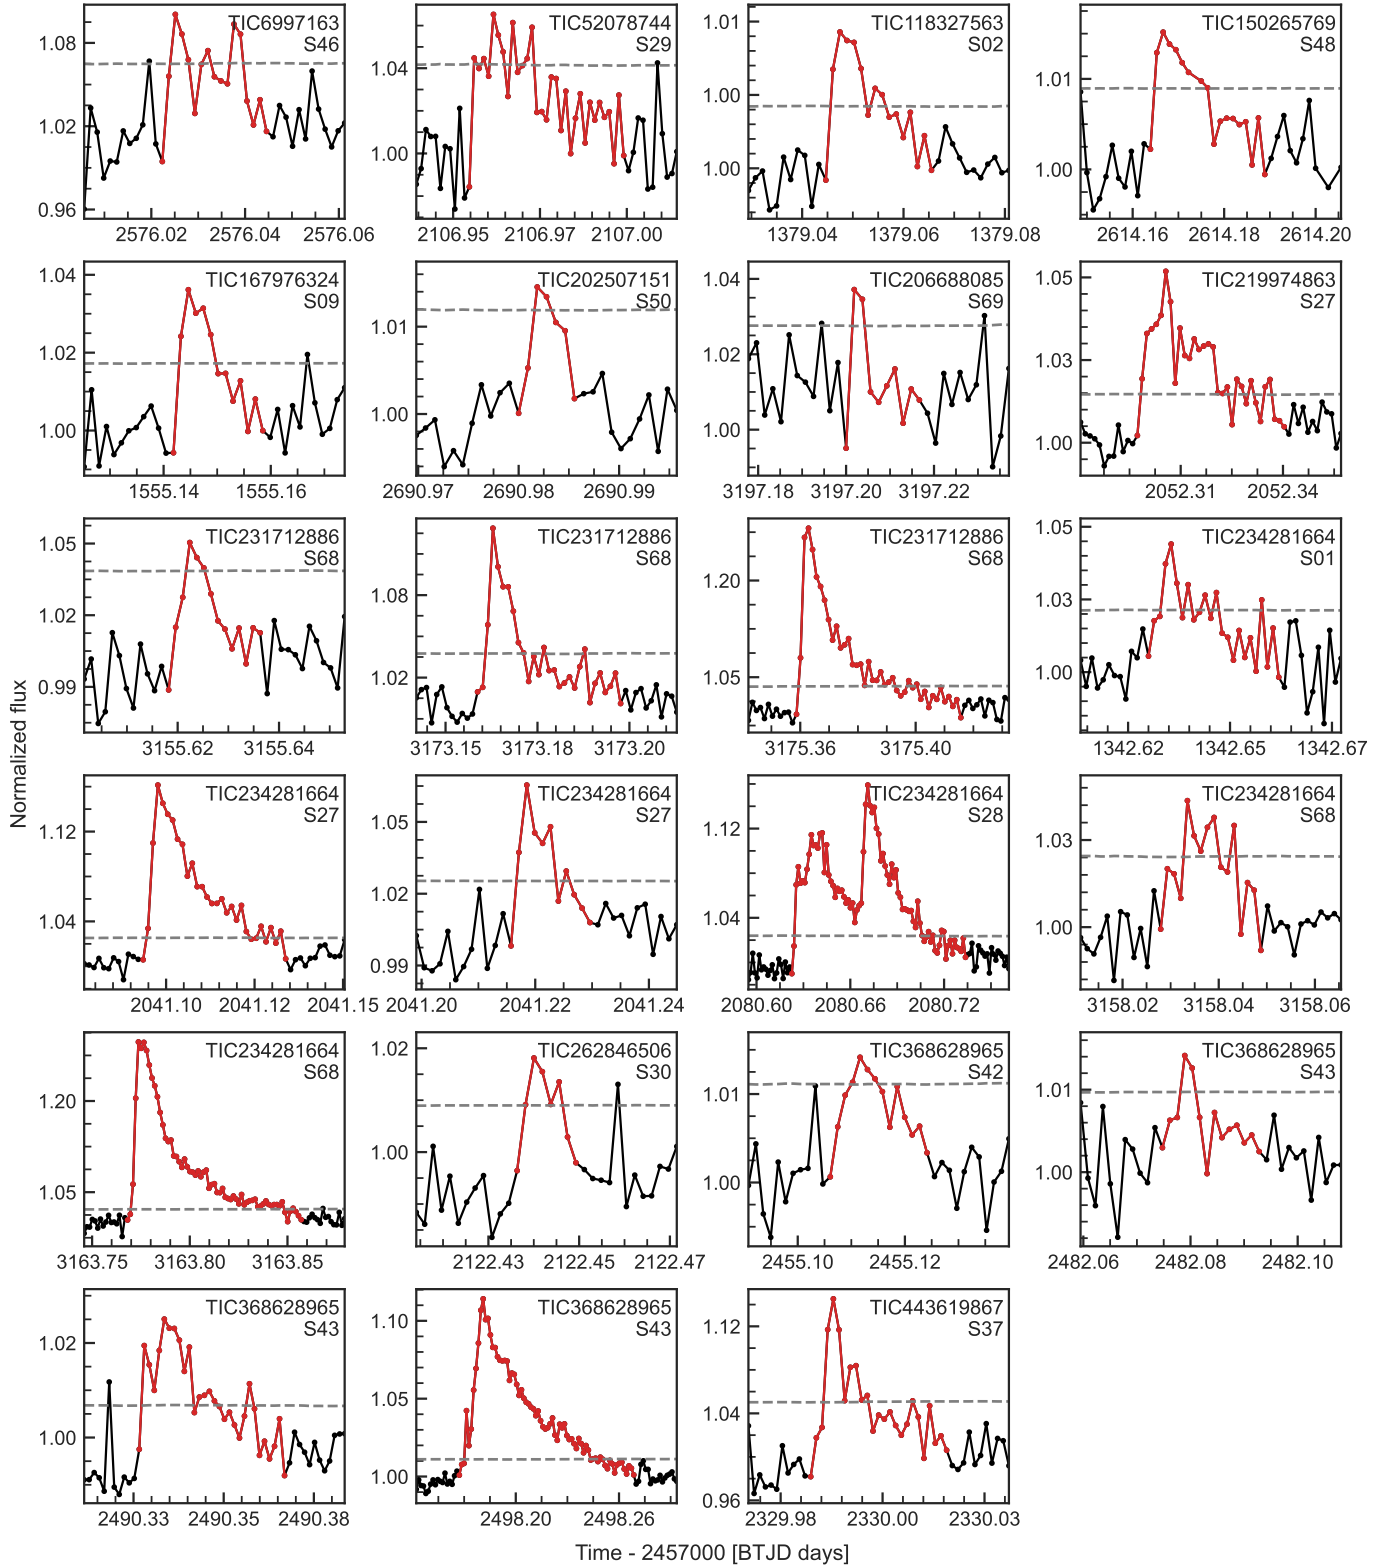 TIC6997163
S46
1.08
1.02
0.96
2576.02 2576.04 2576.06
TIC52078744
S29
1.04
1.00
2106.95 2106.97 2107.00
TIC118327563
S02
1.01
1.00
1.00
1379.04 1379.06 1379.08
TIC150265769
S48
1.01
1.00
2614.16 2614.18 2614.20
TIC167976324
S09
1.04
1.02
1.00
1555.14 1555.16
TIC202507151
S50
1.01
1.00
2690.97 2690.98 2690.99
TIC206688085
S69
1.04
1.02
1.00
3197.18 3197.20 3197.22
TIC219974863
S27
1.05
1.03
1.00
2052.31 2052.34
TIC231712886
S68
1.05
1.02
0.99
3155.62 3155.64
TIC231712886
S68
1.08
1.02
3173.15 3173.18 3173.20
TIC231712886
S68
1.20
1.05
3175.36 3175.40
TIC234281664
S01
1.05
1.03
1.00
1342.62 1342.65 1342.67
Normalized flux
TIC234281664
S27
1.12
1.04
2041.10 2041.12 2041.15
TIC234281664
S27
1.05
1.02
0.99
2041.20 2041.22 2041.24
TIC234281664
S28
1.12
1.04
2080.60 2080.66 2080.72
TIC234281664
S68
1.03
1.00
3158.02 3158.04 3158.06
TIC234281664
S68
1.20
1.05
3163.75 3163.80 3163.85
TIC262846506
S30
1.02
1.00
2122.43 2122.45 2122.47
TIC368628965
S42
1.01
1.00
2455.10 2455.12
TIC368628965
S43
1.01
1.00
2482.06 2482.08 2482.10
TIC368628965
S43
1.02
1.00
2490.33 2490.35 2490.38
TIC368628965
S43
1.10
1.05
1.00
2498.20 2498.26
TIC443619867
S37
1.12
1.04
0.96
2329.98 2330.00 2330.03
Time - 2457000 [BTJD days]